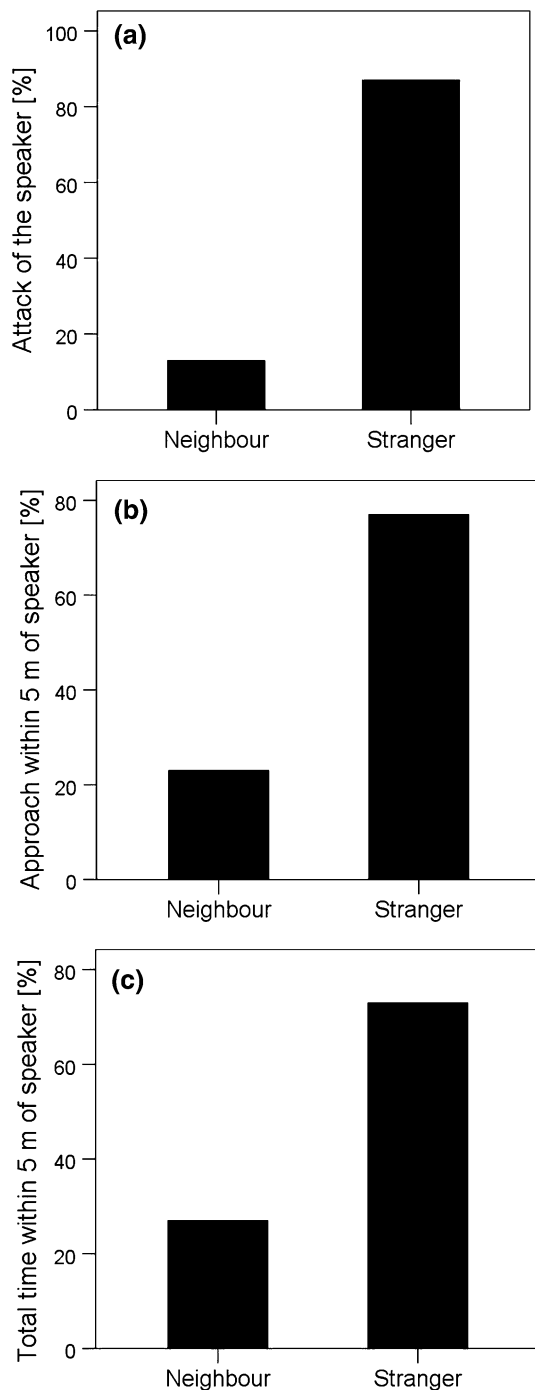 (a)
Attack of the speaker [%]
100
80
60
40
20
0
Neighbour Stranger
(b)
Approach within 5 m of speaker [%]
80
60
40
20
0
Neighbour Stranger
(c)
Total time within 5 m of speaker [%]
80
60
40
20
0
Neighbour Stranger